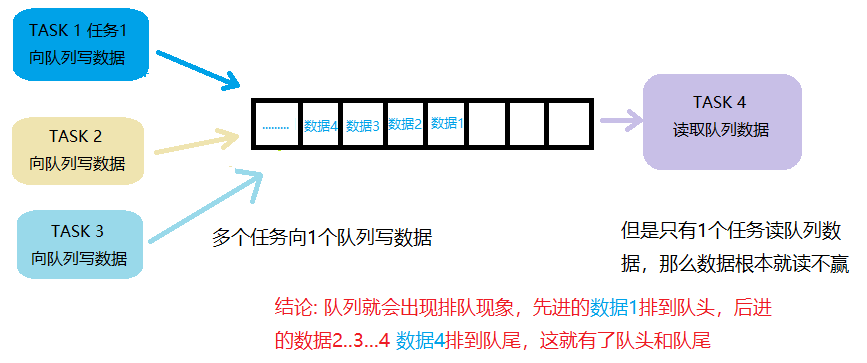 TASK 1 任务1
向队列写数据
TASK 2
向队列写数据
TASK 3
向队列写数据
......... 数据4 数据3 数据2 数据1
TASK 4
读取队列数据
多个任务向1个队列写数据
但是只有1个任务读队列数
据，那么数据根本就读不赢
结论: 队列就会出现排队现象，先进的数据1排到队头，后进
的数据2..3...4 数据4排到队尾，这就有了队头和队尾